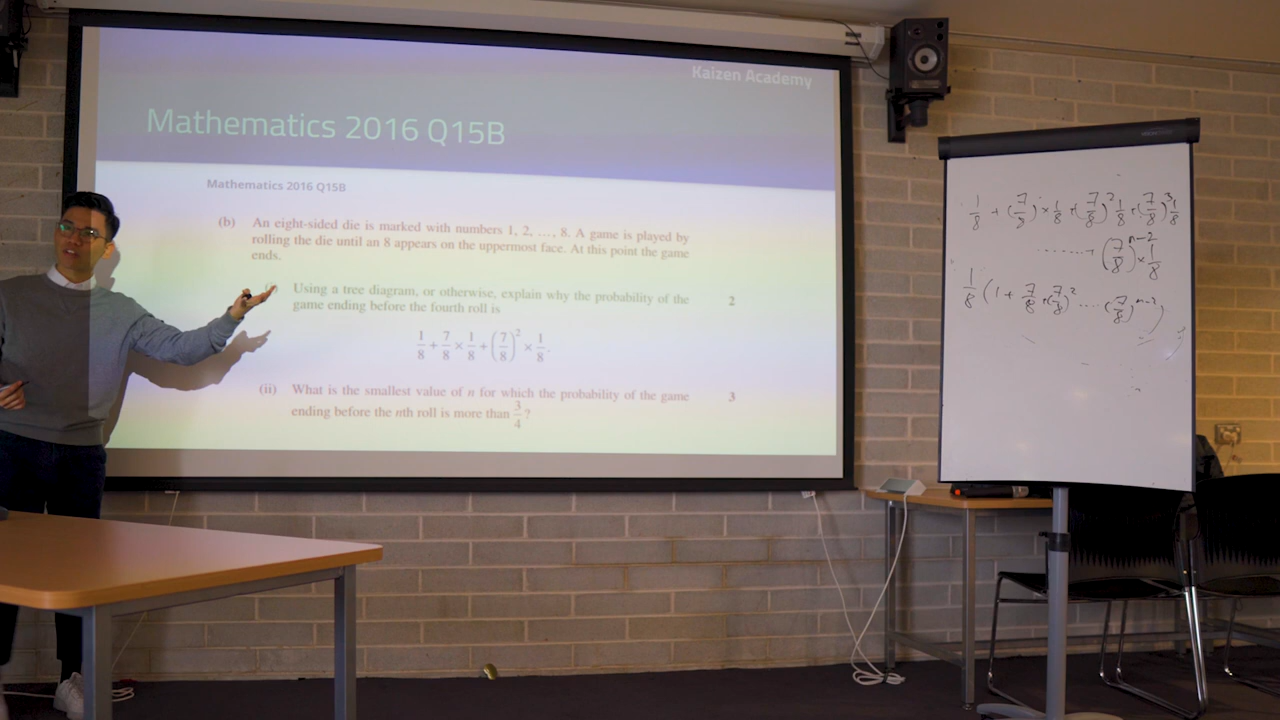 Kaizen Academy
Mathematics 2016 Q15B
Mathematics 2016 Q15B
(b) An eight-sided die is marked with numbers 1, 2, …, 8. A game is played by
rolling the die until an 8 appears on the uppermost face. At this point the game
ends.
Using a tree diagram, or otherwise, explain why the probability of the 2
game ending before the fourth roll is
1/8 + 7/8 × 1/8 + (7/8)² × 1/8.
(ii) What is the smallest value of n for which the probability of the game 3
ending before the nth roll is more than 3/4?
1/8 + (7/8) × 1/8 + (7/8)² 1/8 + (7/8)³ 1/8
...... + (7/8)ⁿ⁻² × 1/8
1/8 (1 + 7/8 + (7/8)² .... (7/8)ⁿ⁻²)